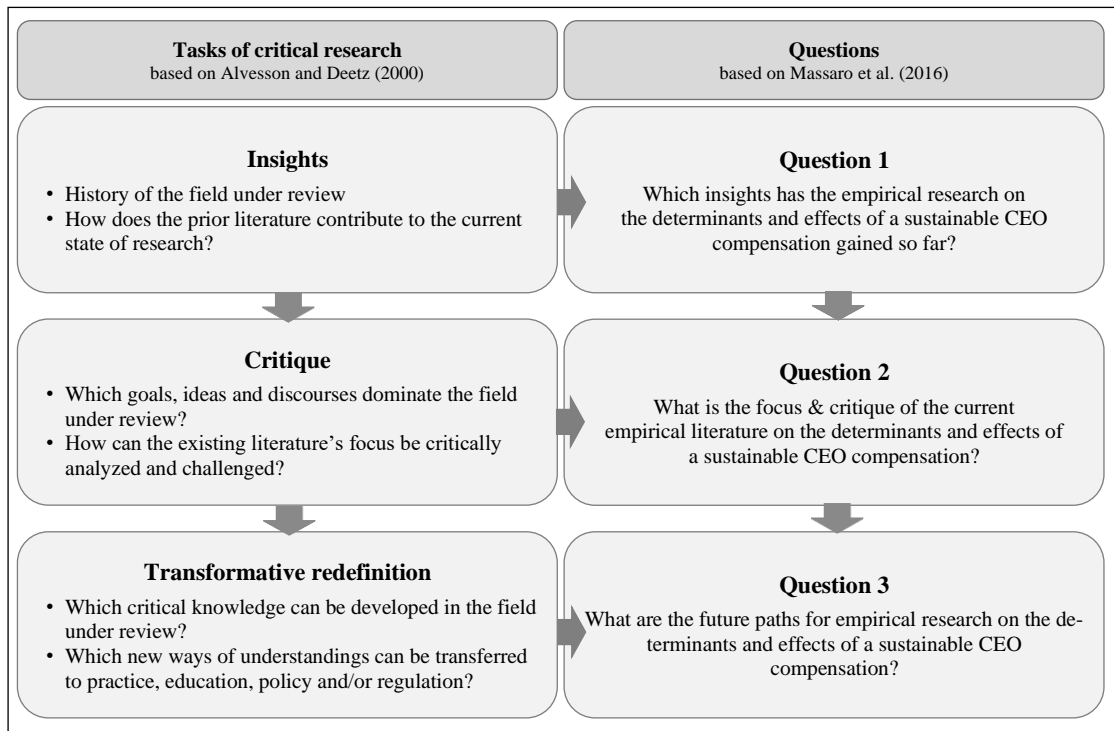 Tasks of critical research
based on Alvesson and Deetz (2000)
Questions
based on Massaro et al. (2016)
Insights
• History of the field under review
• How does the prior literature contribute to the current
state of research?
Question 1
Which insights has the empirical research on
the determinants and effects of a sustainable CEO
compensation gained so far?
Critique
• Which goals, ideas and discourses dominate the field
under review?
• How can the existing literature’s focus be critically
analyzed and challenged?
Question 2
What is the focus & critique of the current
empirical literature on the determinants and effects of
a sustainable CEO compensation?
Transformative redefinition
• Which critical knowledge can be developed in the field
under review?
• Which new ways of understandings can be transferred
to practice, education, policy and/or regulation?
Question 3
What are the future paths for empirical research on the de-
terminants and effects of a sustainable CEO
compensation?